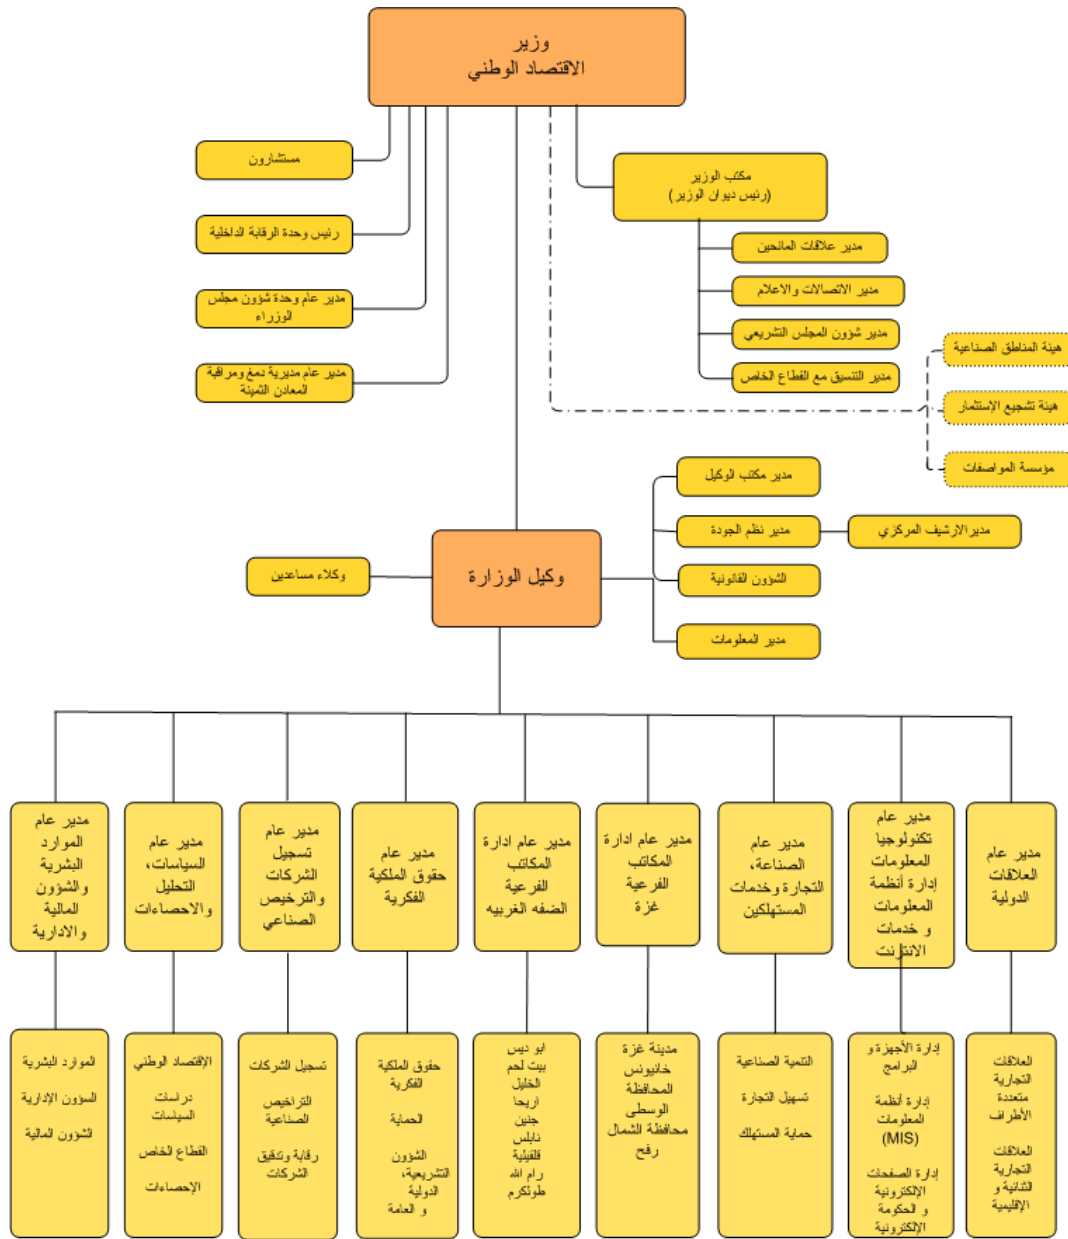 وزير
الاقتصاد الوطني
مستشارون
رئيس وحدة الرقابة الداخلية
مدير عام وحدة شؤون مجلس
الوزراء
مدير عام مديرية دمغ ومراقبة
المعادن الثمينة
مكتب الوزير
(رئيس ديوان الوزير)
مدير علاقات المانحين
مدير الاتصالات والاعلام
مدير شؤون المجلس التشريعي
مدير التنسيق مع القطاع الخاص
هيئة المناطق الصناعية
هيئة تشجيع الإستثمار
مؤسسة المواصفات
مدير مكتب الوكيل
مدير نظم الجودة
مديرالارشيف المركزي
الشؤون القانونية
مدير المعلومات
وكيل الوزارة
وكلاء مساعدين
مدير عام
العلاقات
الدولية
مدير عام
تكنولوجيا
المعلومات
إدارة أنظمة
المعلومات
و خدمات
الانترنت
مدير عام
الصناعة،
التجارة وخدمات
المستهلكين
مدير عام ادارة
المكاتب
الفرعية
غزة
مدير عام ادارة
المكاتب
الفرعية
الضفه الغربيه
مدير عام
حقوق الملكية
الفكرية
مدير عام
تسجيل
الشركات
والترخيص
الصناعي
مدير عام
السياسات،
التحليل
والاحصاءات
مدير عام
الموارد
البشرية
والشؤون
المالية
والادارية
العلاقات
التجارية
متعددة
الأطراف
العلاقات
التجارية
الثنائية و
الإقليمية
إدارة الأجهزة و
البرامج
إدارة أنظمة
المعلومات
(MIS)
إدارة الصفحات
الإلكترونية
و الحكومة
الإلكترونية
التنمية الصناعية
تسهيل التجارة
حماية المستهلك
مدينة غزة
خانيونس
المحافظة
الوسطى
محافظة الشمال
رفح
ابو ديس
بيت لحم
الخليل
اريحا
جنين
نابلس
قلقيلية
رام الله
طولكرم
حقوق الملكية
الفكرية
الحماية
الشؤون
التشريعية،
الدولية
و العامة
تسجيل الشركات
التراخيص
الصناعية
رقابة وتدقيق
الشركات
الإقتصاد الوطني
دراسات
السياسات
القطاع الخاص
الإحصاءات
الموارد البشرية
السؤون الإدارية
الشؤون المالية